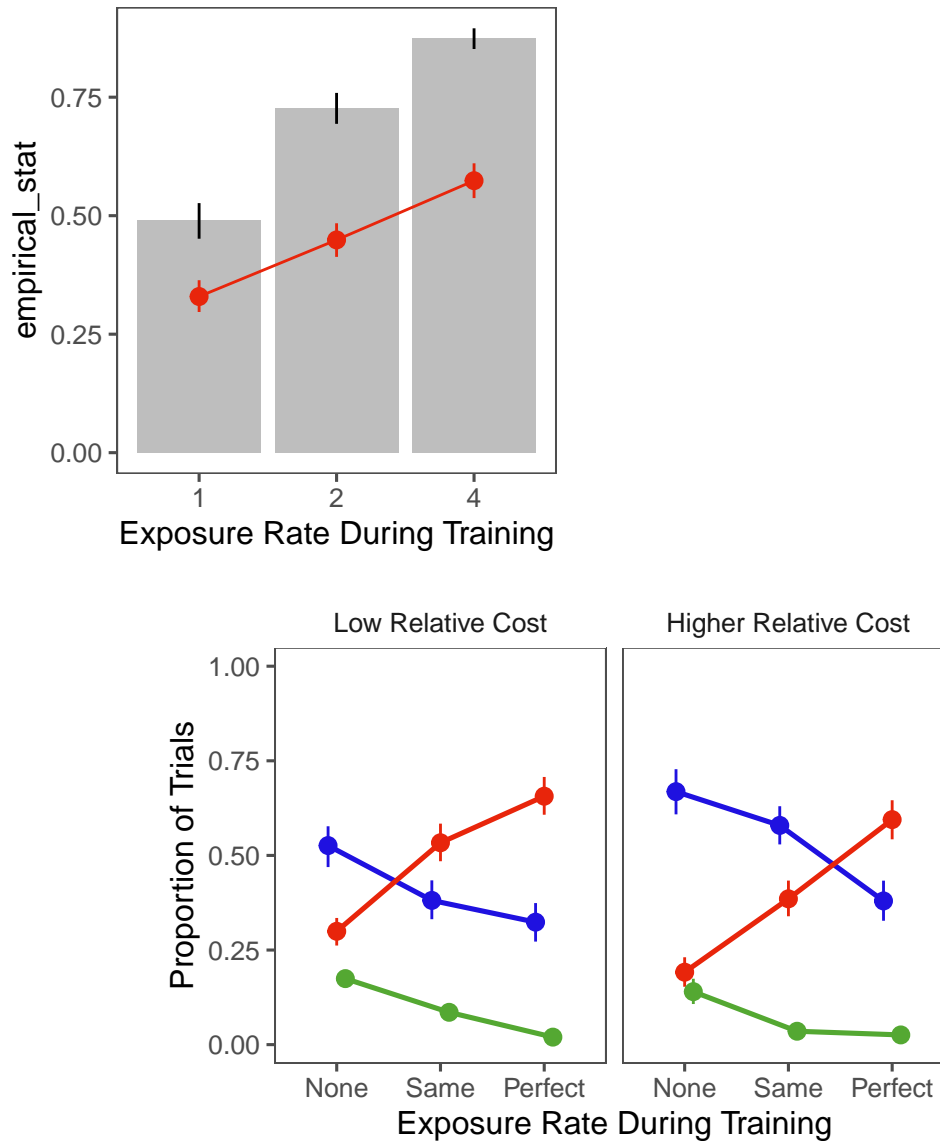 0.75
0.50
0.25
0.00
empirical_stat
1 2 4
Exposure Rate During Training
Low Relative Cost Higher Relative Cost
1.00
0.75
0.50
0.25
0.00
Proportion of Trials
None Same Perfect None Same Perfect
Exposure Rate During Training